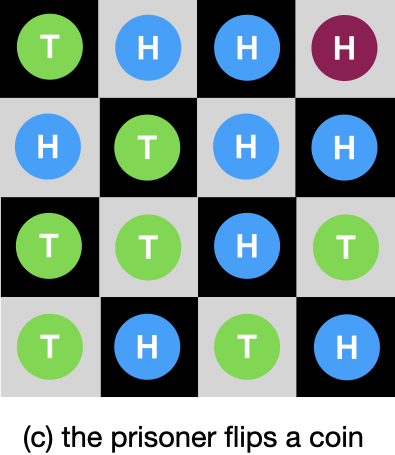 T H H H
H T H H
T T H T
T H T H
(c) the prisoner flips a coin